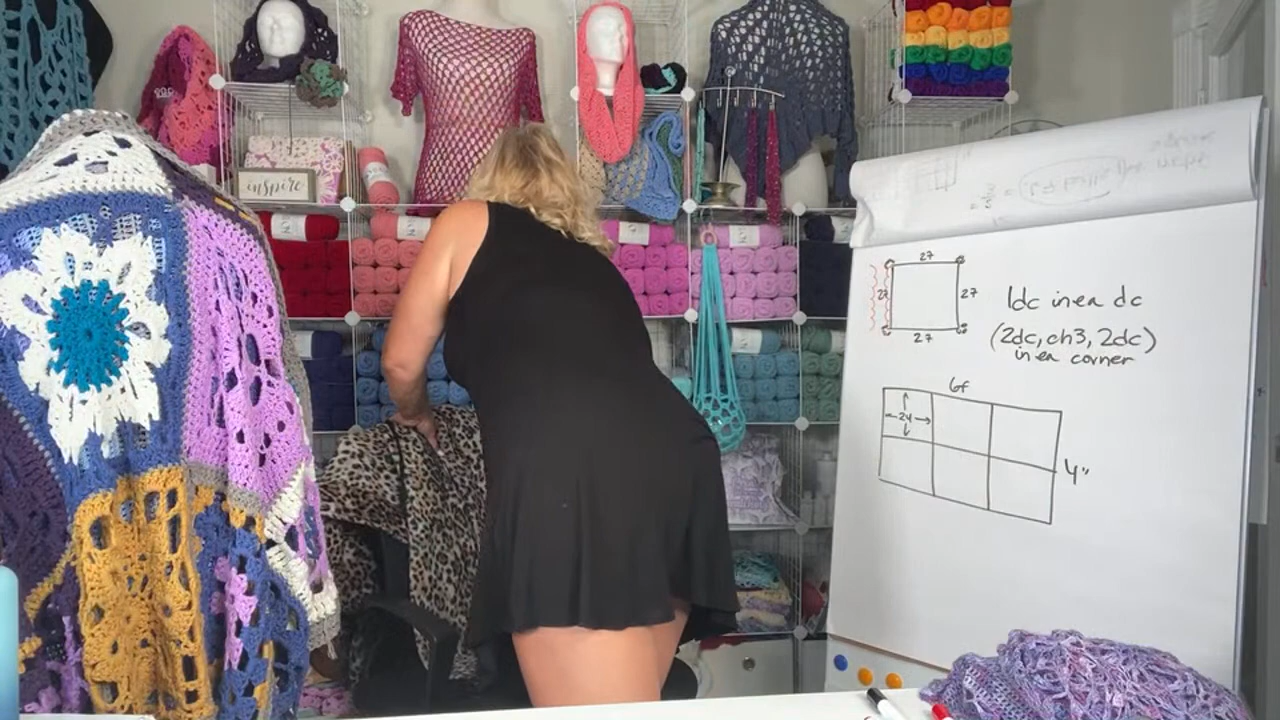 inspire
27
27
27
27
1dc in ea dc
(2dc, ch3, 2dc)
in ea corner
6f
24
4"